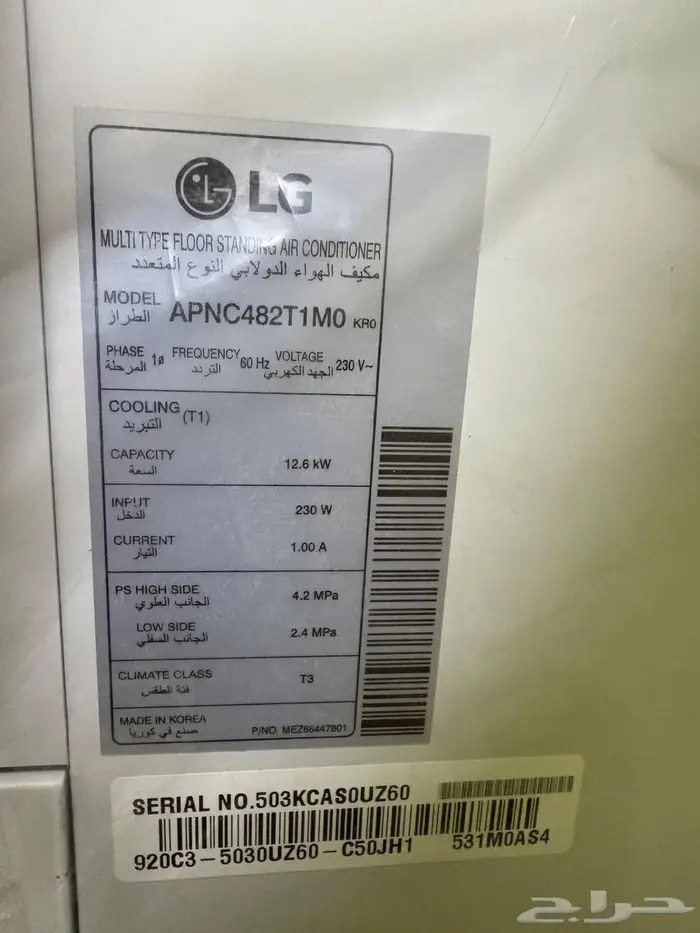 LG
MULTI TYPE FLOOR STANDING AIR CONDITIONER
مكيف الهواء الدولابي النوع المتعدد
MODEL
الطراز
APNC482T1M0 KR0
PHASE 1ø FREQUENCY 60 Hz VOLTAGE 230 V~
المرحلة التردد الجهد الكهربي
COOLING (T1)
التبريد
CAPACITY 12.6 kW
السعة
INPUT 230 W
الدخل
CURRENT 1.00 A
التيار
PS HIGH SIDE 4.2 MPa
الجانب العلوي
LOW SIDE 2.4 MPa
الجانب السفلي
CLIMATE CLASS T3
فئة الطقس
MADE IN KOREA
صنع في كوريا P/NO MEZ66447801
SERIAL NO.503KCAS0UZ60
920C3-5030UZ60-C50JH1 531M0AS4
حراج